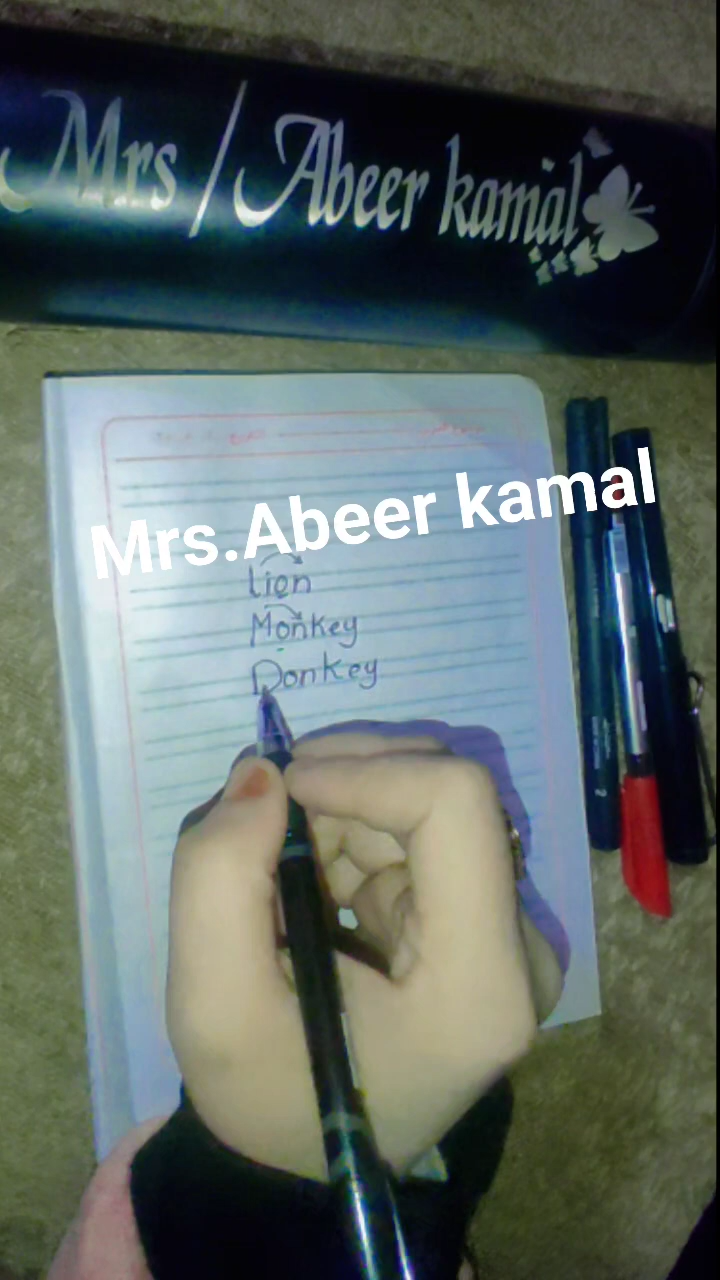 Mrs / Abeer kamal
Mrs.Abeer kamal
lion
Monkey
Donkey